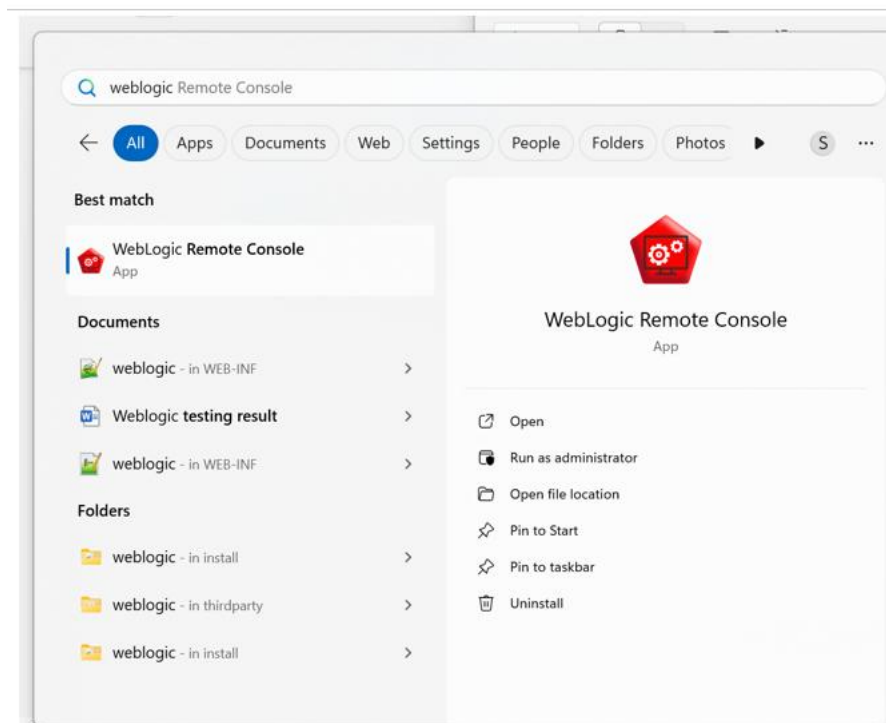 weblogic Remote Console
All Apps Documents Web Settings People Folders Photos S ...
Best match
WebLogic Remote Console
App
Documents
weblogic - in WEB-INF
Weblogic testing result
weblogic - in WEB-INF
Folders
weblogic - in install
weblogic - in thirdparty
weblogic - in install
WebLogic Remote Console
App
Open
Run as administrator
Open file location
Pin to Start
Pin to taskbar
Uninstall